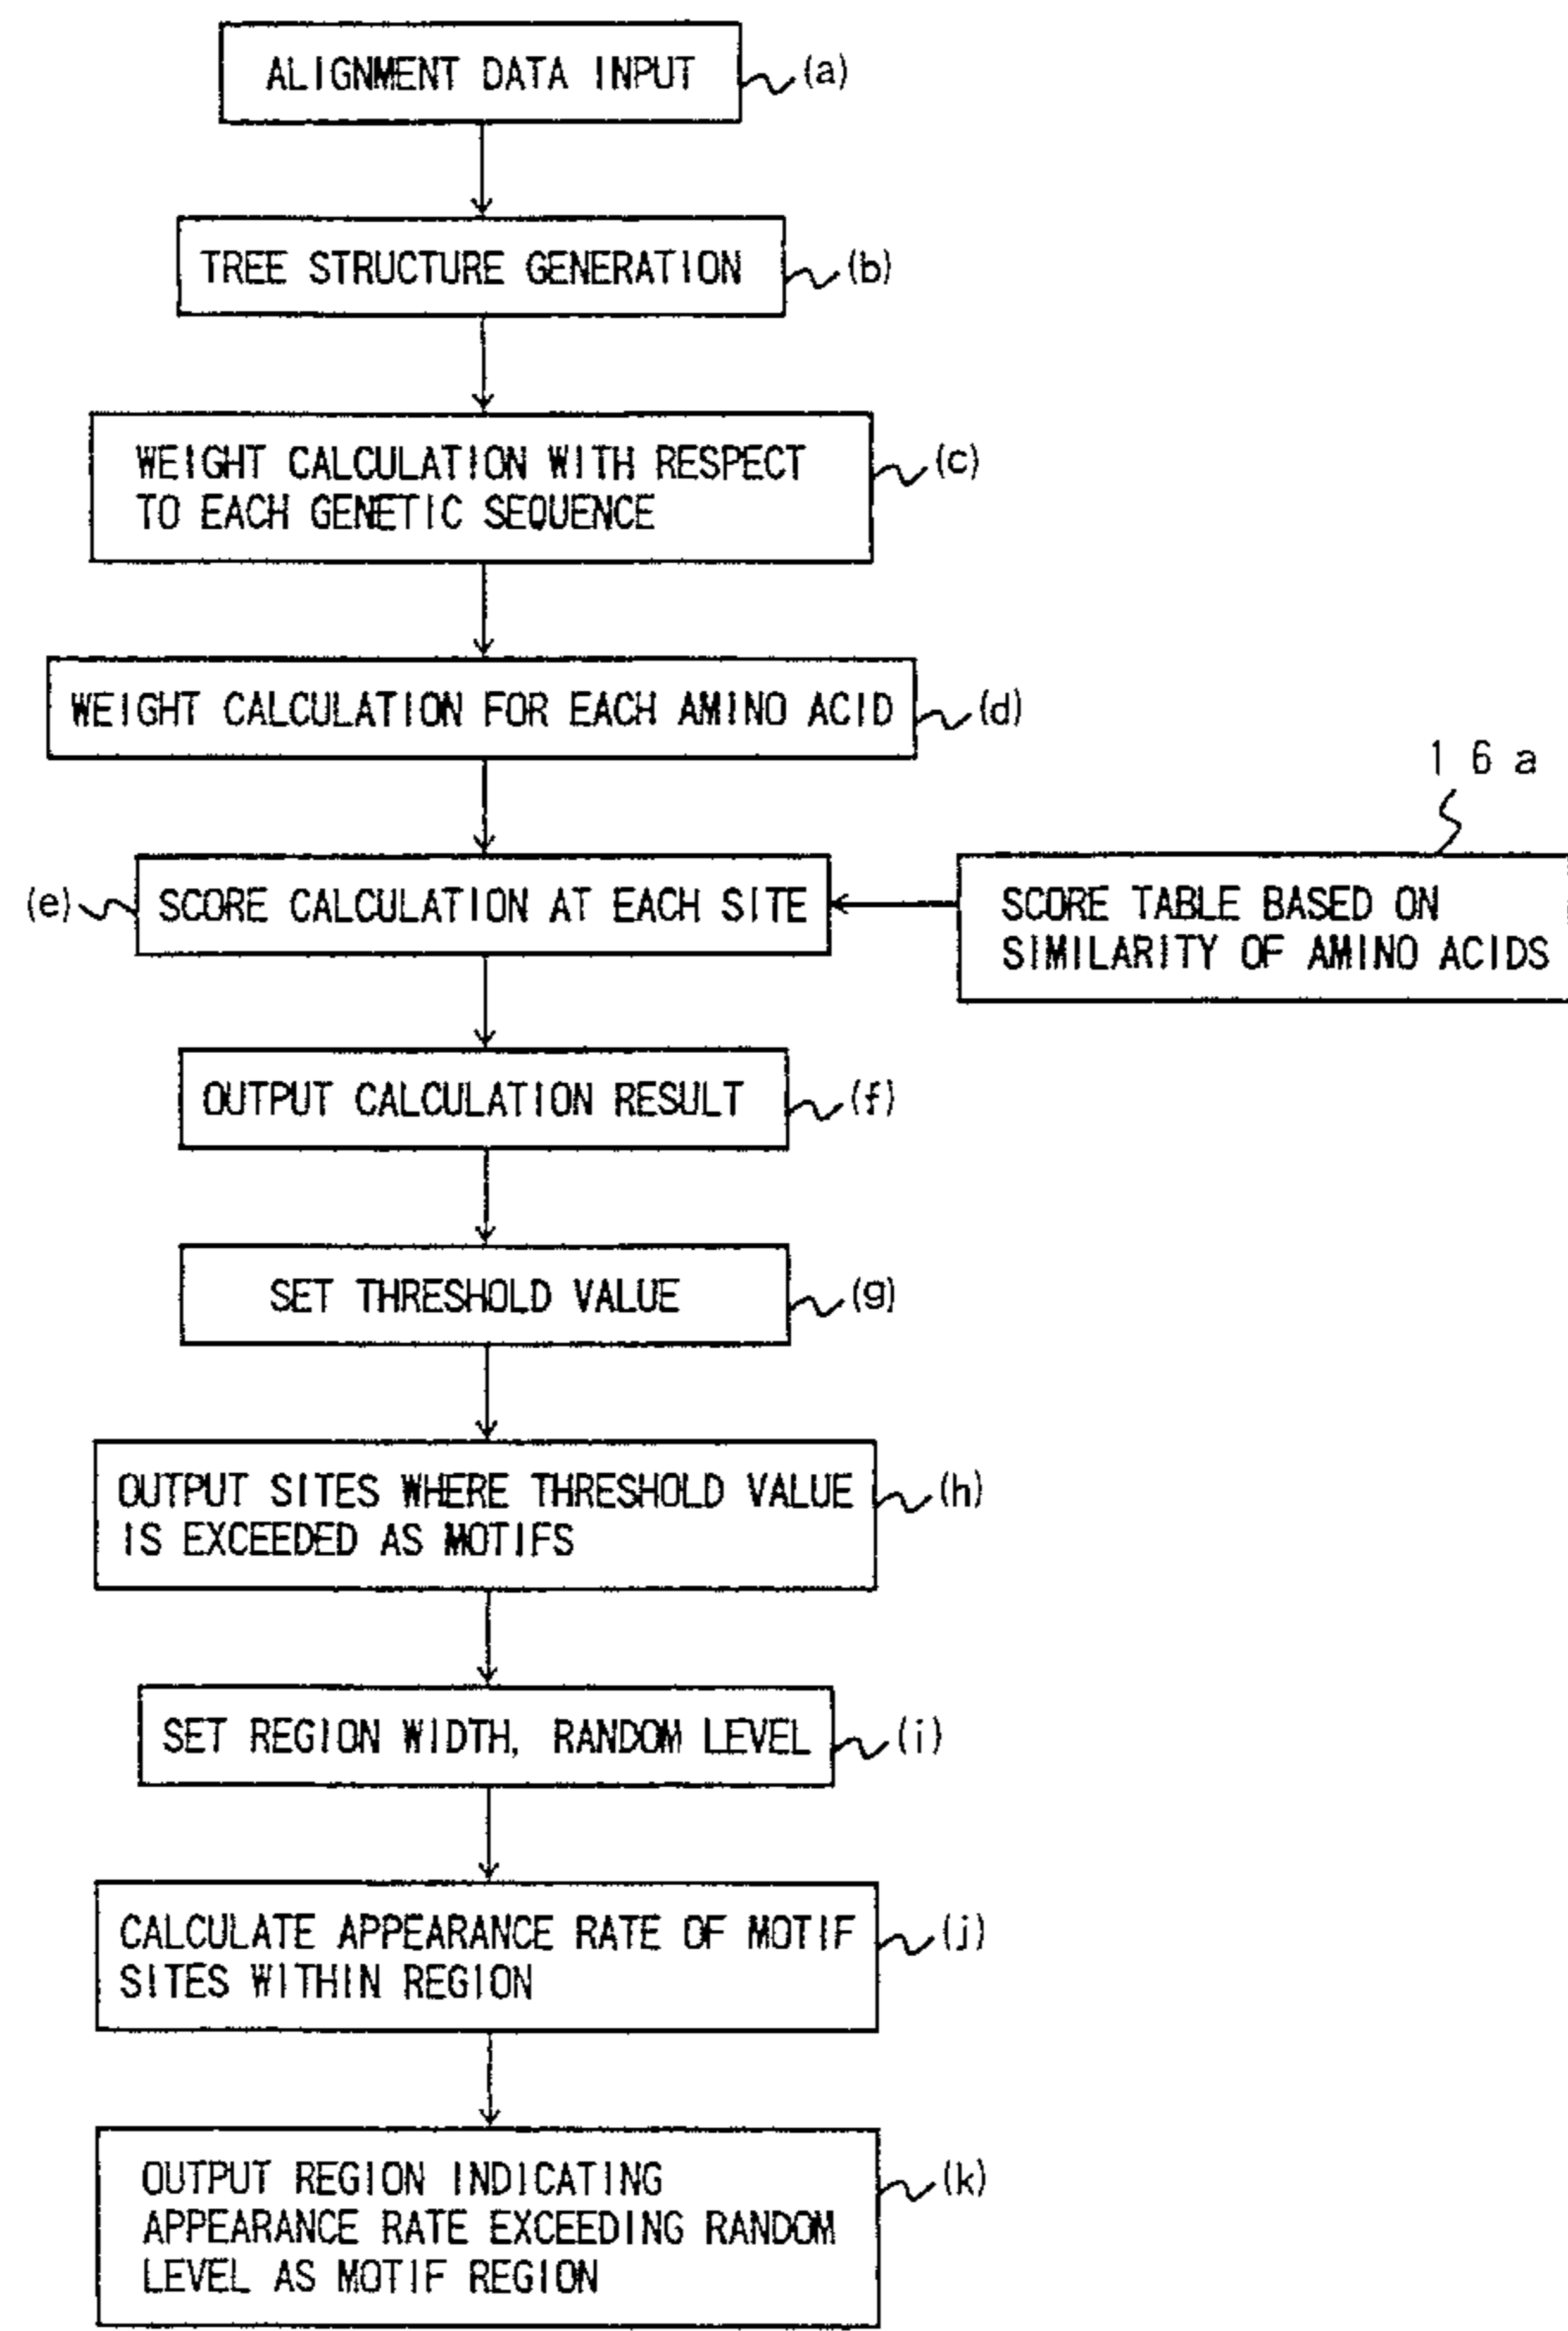 ALIGNMENT DATA INPUT (a)
TREE STRUCTURE GENERATION (b)
WEIGHT CALCULATION WITH RESPECT (c)
TO EACH GENETIC SEQUENCE
WEIGHT CALCULATION FOR EACH AMINO ACID (d)
16a
(e) SCORE CALCULATION AT EACH SITE
SCORE TABLE BASED ON
SIMILARITY OF AMINO ACIDS
OUTPUT CALCULATION RESULT (f)
SET THRESHOLD VALUE (g)
OUTPUT SITES WHERE THRESHOLD VALUE (h)
IS EXCEEDED AS MOTIFS
SET REGION WIDTH, RANDOM LEVEL (i)
CALCULATE APPEARANCE RATE OF MOTIF (j)
SITES WITHIN REGION
OUTPUT REGION INDICATING (k)
APPEARANCE RATE EXCEEDING RANDOM
LEVEL AS MOTIF REGION